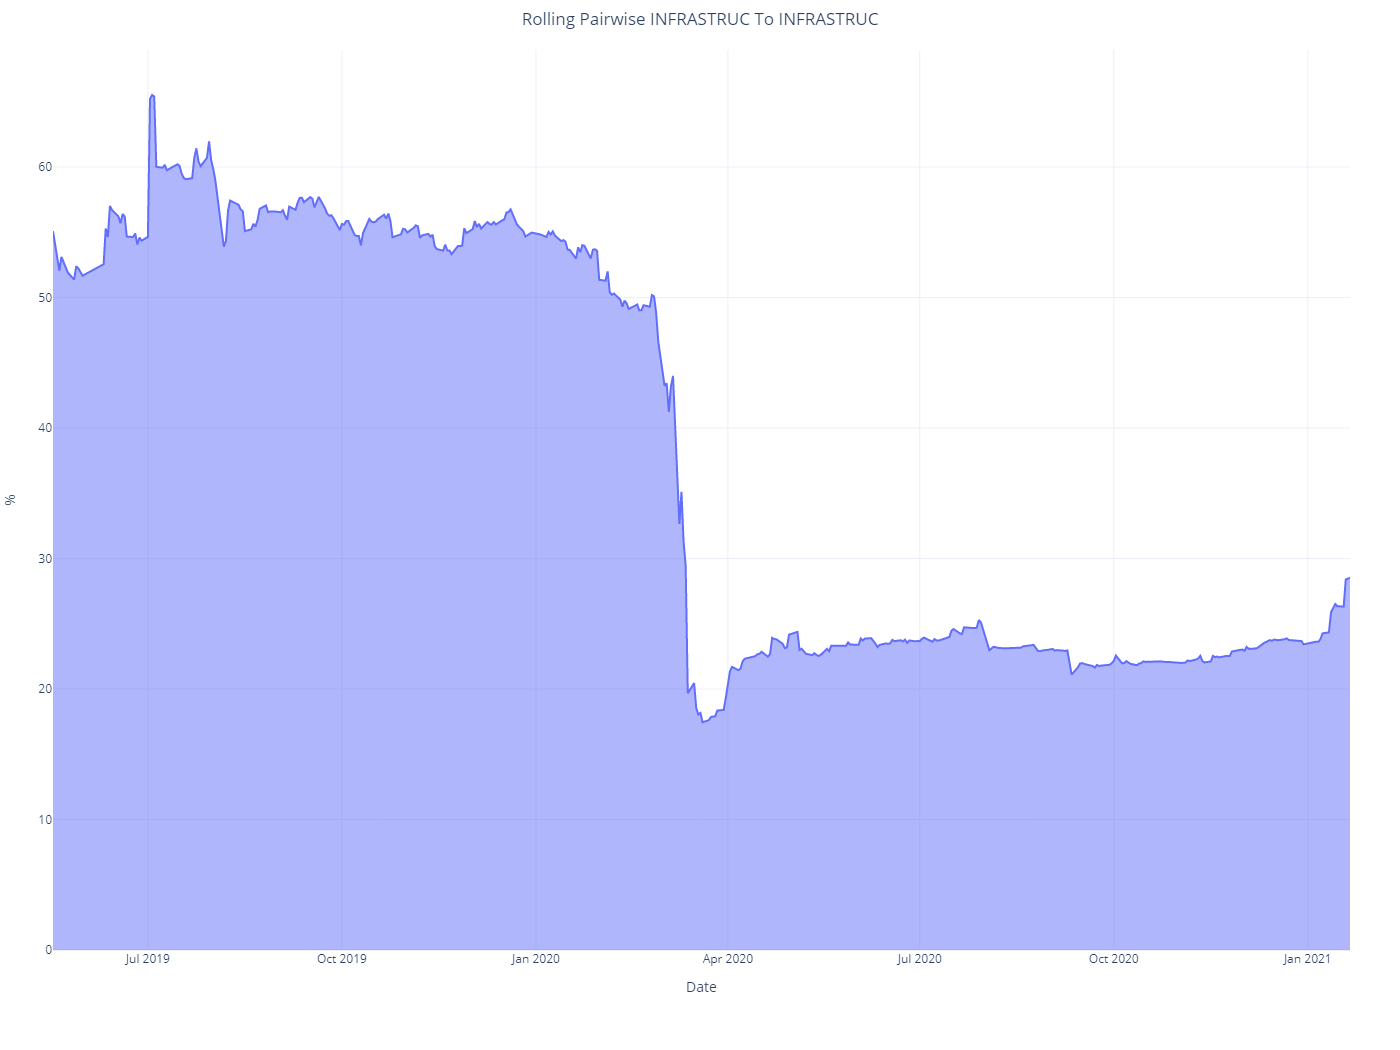 Rolling Pairwise INFRASTRUC To INFRASTRUC
60
50
40
30
20
10
0
%
Jul 2019
Oct 2019
Jan 2020
Apr 2020
Jul 2020
Oct 2020
Jan 2021
Date